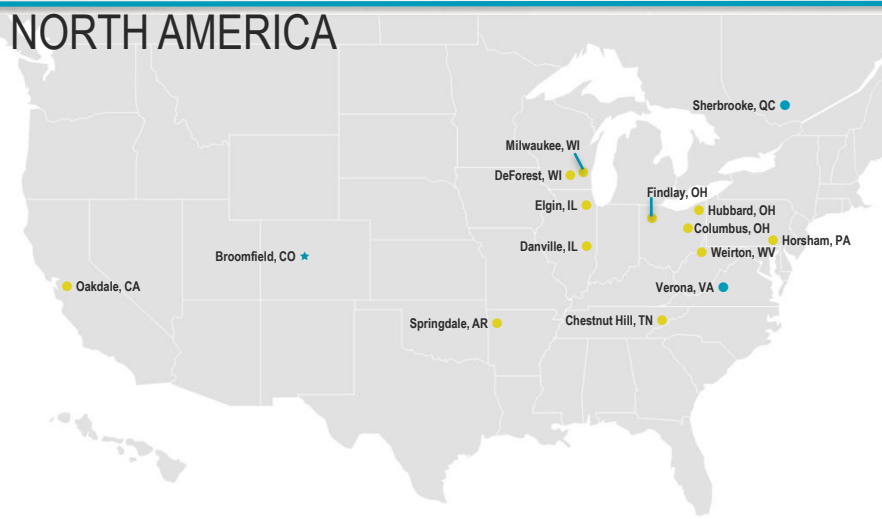 NORTH AMERICA
Sherbrooke, QC
Milwaukee, WI
DeForest, WI
Findlay, OH
Elgin, IL
Hubbard, OH
Columbus, OH
Danville, IL
Horsham, PA
Broomfield, CO
Weirton, WV
Oakdale, CA
Verona, VA
Springdale, AR
Chestnut Hill, TN